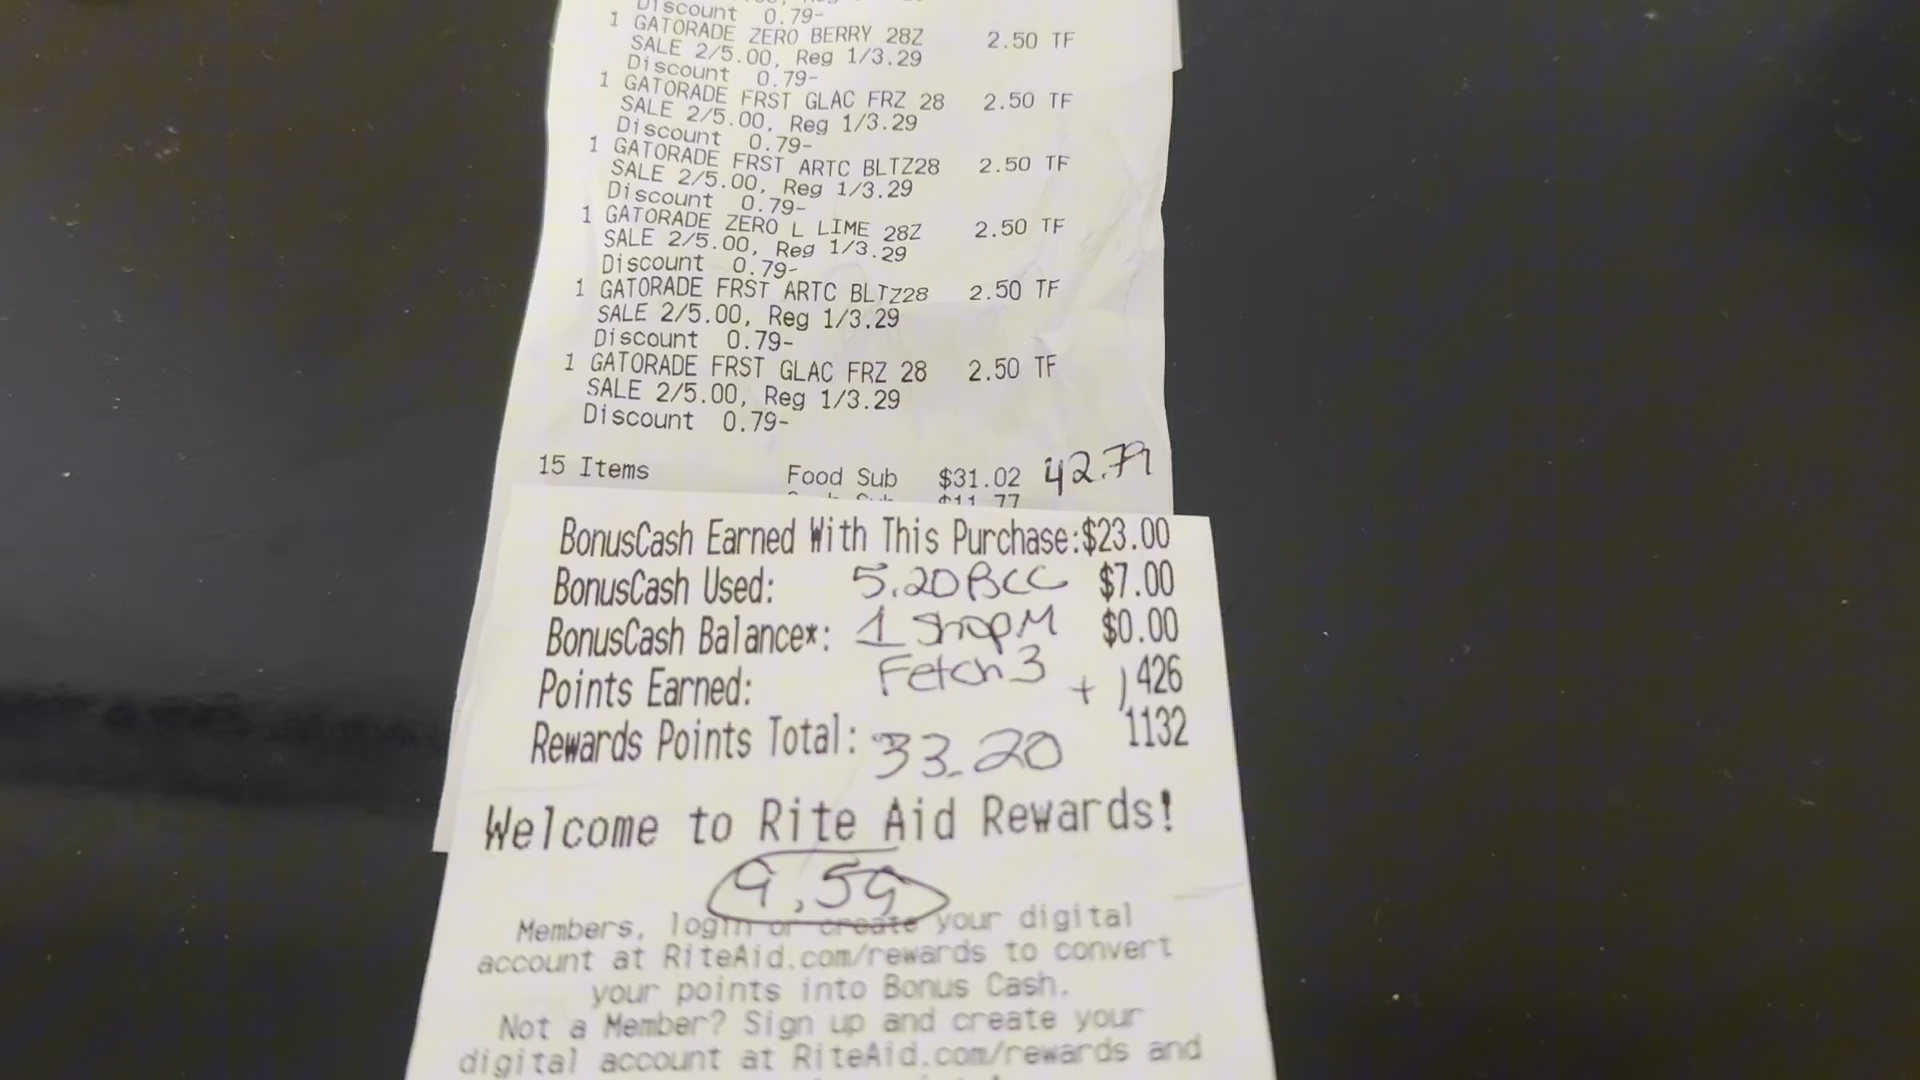 Discount 0.79-
1 GATORADE ZERO BERRY 28Z 2.50 TF
SALE 2/5.00, Reg 1/3.29
Discount 0.79-
1 GATORADE FRST GLAC FRZ 28 2.50 TF
SALE 2/5.00, Reg 1/3.29
Discount 0.79-
1 GATORADE FRST ARTC BLTZ28 2.50 TF
SALE 2/5.00, Reg 1/3.29
Discount 0.79-
1 GATORADE ZERO L LIME 28Z 2.50 TF
SALE 2/5.00, Reg 1/3.29
Discount 0.79-
1 GATORADE FRST ARTC BLTZ28 2.50 TF
SALE 2/5.00, Reg 1/3.29
Discount 0.79-
1 GATORADE FRST GLAC FRZ 28 2.50 TF
SALE 2/5.00, Reg 1/3.29
Discount 0.79-
15 Items Food Sub $31.02 42.79
$11.77
BonusCash Earned With This Purchase:$23.00
BonusCash Used: 5.20 BCC $7.00
BonusCash Balance*: 1 ShopM $0.00
Points Earned: Fetch 3 + 426
Rewards Points Total: 33.20 1132
Welcome to Rite Aid Rewards!
9.59
Members, login or create your digital
account at RiteAid.com/rewards to convert
your points into Bonus Cash.
Not a Member? Sign up and create your
digital account at RiteAid.com/rewards and